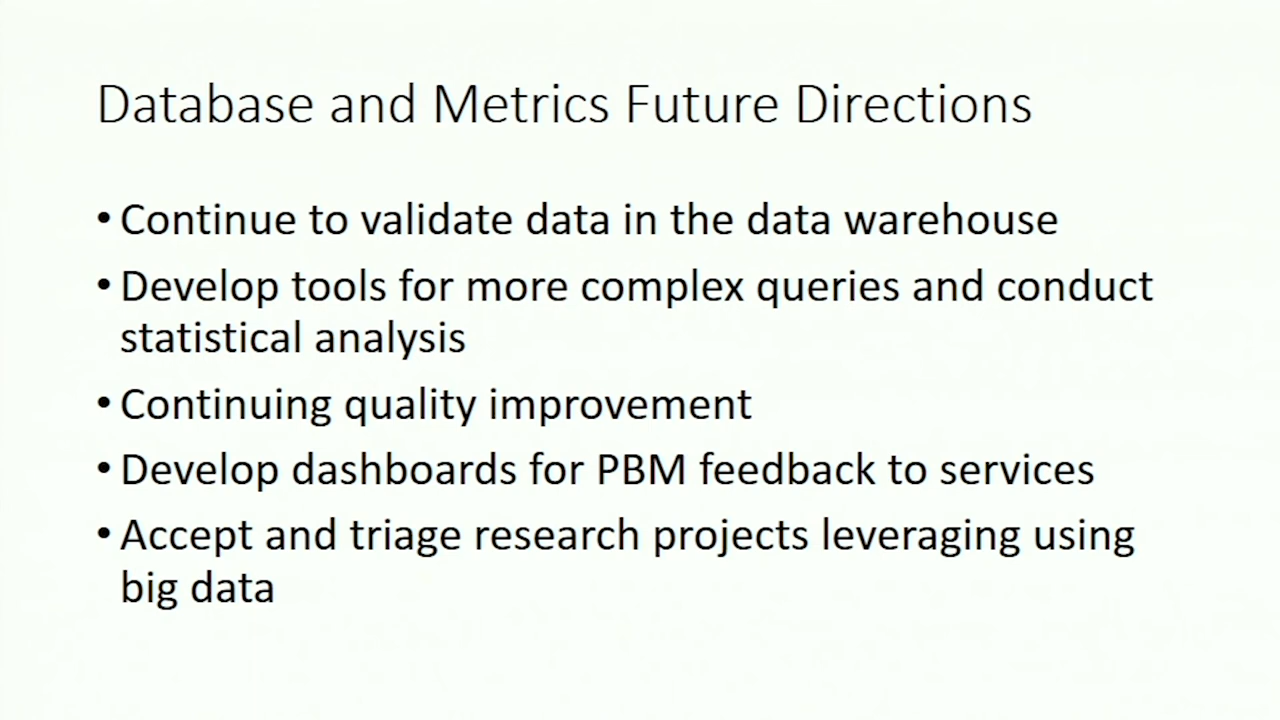 Database and Metrics Future Directions
• Continue to validate data in the data warehouse
• Develop tools for more complex queries and conduct
statistical analysis
• Continuing quality improvement
• Develop dashboards for PBM feedback to services
• Accept and triage research projects leveraging using
big data